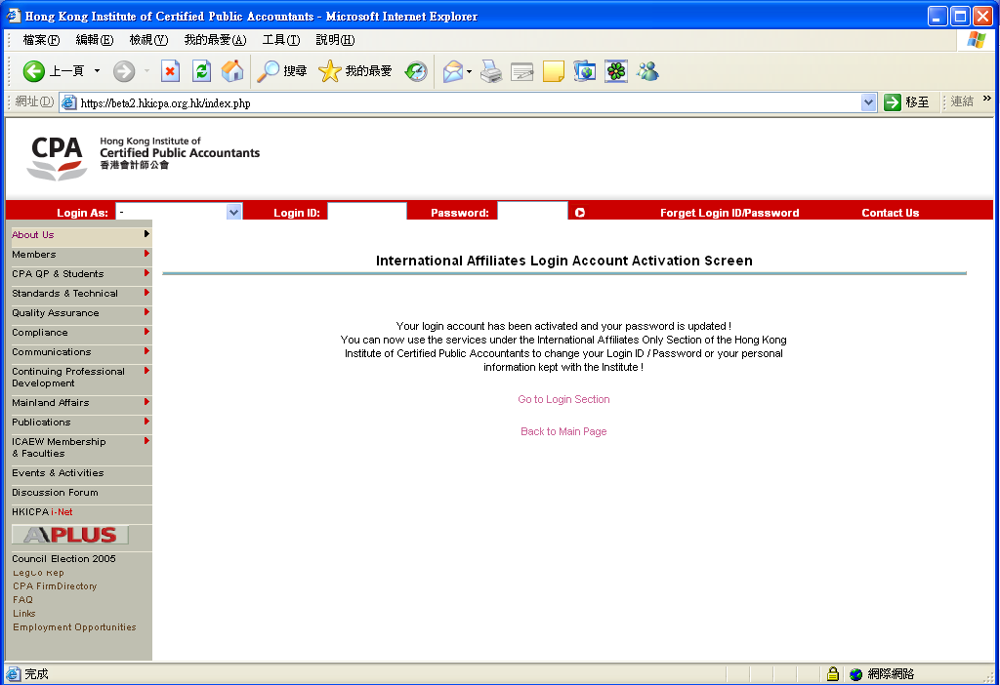 Hong Kong Institute of Certified Public Accountants - Microsoft Internet Explorer
檔案(F) 編輯(E) 檢視(V) 我的最愛(A) 工具(T) 說明(H)
上一頁 搜尋 我的最愛
網址(D) https://beta2.hkicpa.org.hk/index.php 移至 連結 »
CPA
Hong Kong Institute of
Certified Public Accountants
香港會計師公會
Login As: - Login ID: Password: Forget Login ID/Password Contact Us
About Us
Members
CPA QP & Students
Standards & Technical
Quality Assurance
Compliance
Communications
Continuing Professional
Development
Mainland Affairs
Publications
ICAEW Membership
& Faculties
Events & Activities
Discussion Forum
HKICPA i-Net
APLUS
Council Election 2005
LegCo Rep
CPA FirmDirectory
FAQ
Links
Employment Opportunities
International Affiliates Login Account Activation Screen
Your login account has been activated and your password is updated !
You can now use the services under the International Affiliates Only Section of the Hong Kong
Institute of Certified Public Accountants to change your Login ID / Password or your personal
information kept with the Institute !
Go to Login Section
Back to Main Page
完成 網際網路